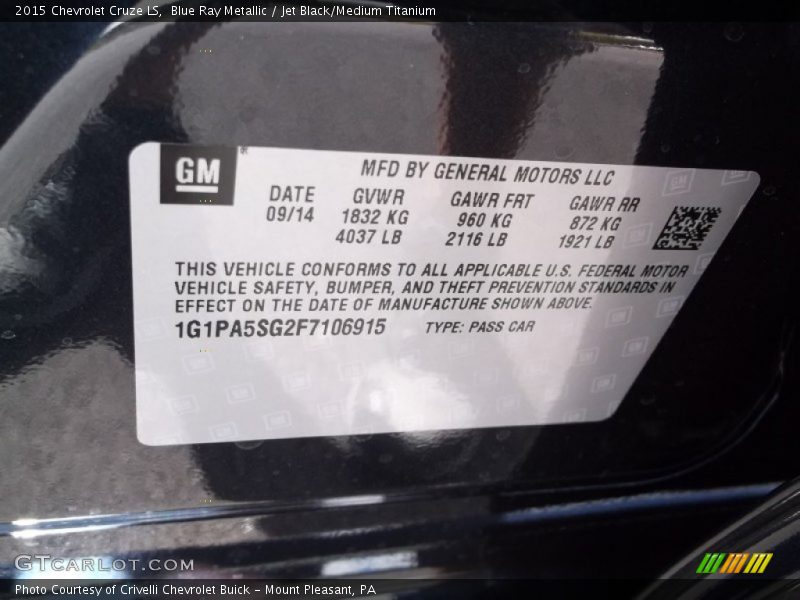 2015 Chevrolet Cruze LS, Blue Ray Metallic / Jet Black/Medium Titanium
GM®
MFD BY GENERAL MOTORS LLC
DATE GVWR GAWR FRT GAWR RR
09/14 1832 KG 960 KG 872 KG
4037 LB 2116 LB 1921 LB
THIS VEHICLE CONFORMS TO ALL APPLICABLE U.S. FEDERAL MOTOR
VEHICLE SAFETY, BUMPER, AND THEFT PREVENTION STANDARDS IN
EFFECT ON THE DATE OF MANUFACTURE SHOWN ABOVE.
1G1PA5SG2F7106915 TYPE: PASS CAR
GTCARLOT.COM
Photo Courtesy of Crivelli Chevrolet Buick - Mount Pleasant, PA